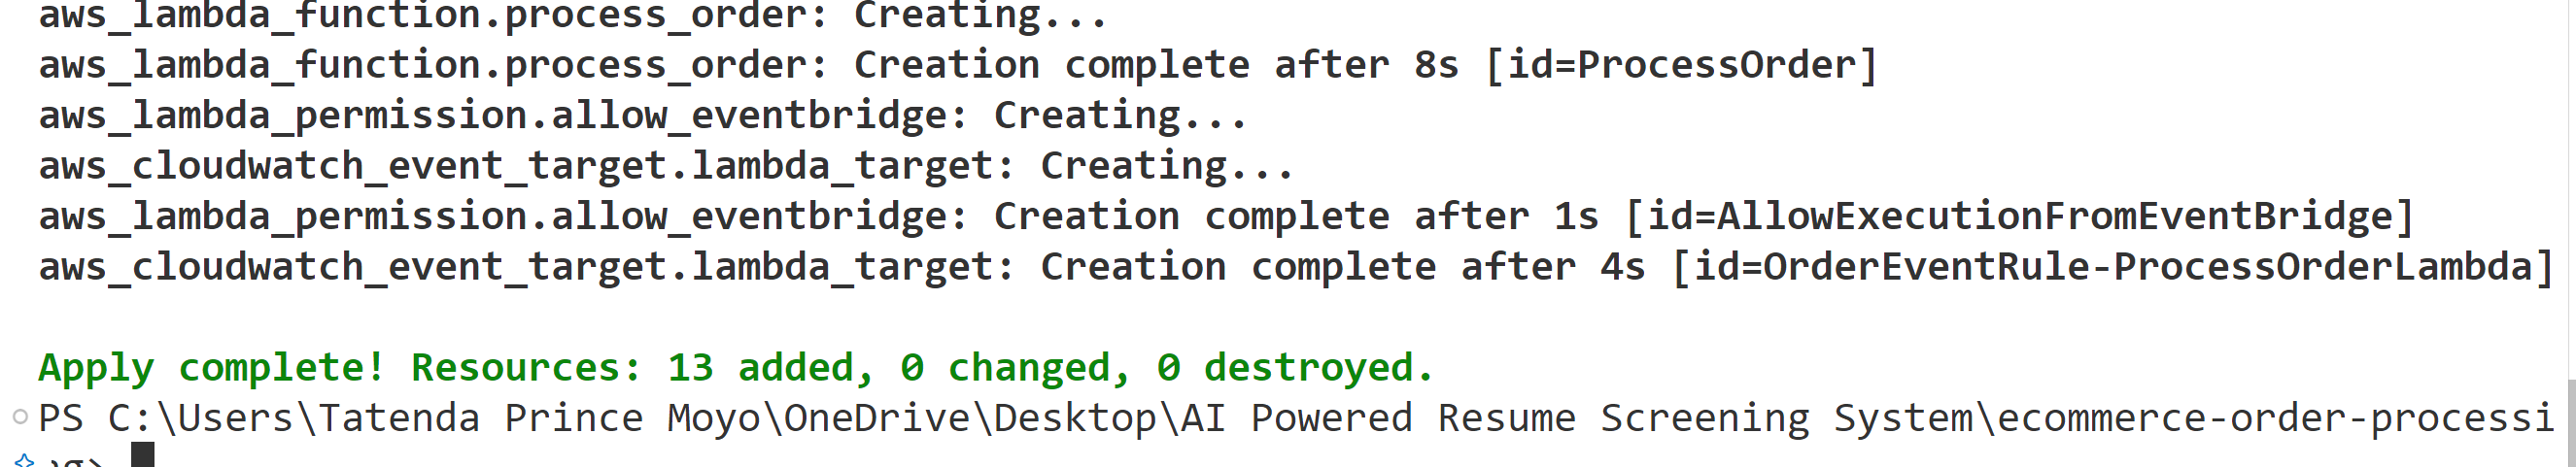 aws_lambda_function.process_order: Creating...
aws_lambda_function.process_order: Creation complete after 8s [id=ProcessOrder]
aws_lambda_permission.allow_eventbridge: Creating...
aws_cloudwatch_event_target.lambda_target: Creating...
aws_lambda_permission.allow_eventbridge: Creation complete after 1s [id=AllowExecutionFromEventBridge]
aws_cloudwatch_event_target.lambda_target: Creation complete after 4s [id=OrderEventRule-ProcessOrderLambda]
Apply complete! Resources: 13 added, 0 changed, 0 destroyed.
PS C:\Users\Tatenda Prince Moyo\OneDrive\Desktop\AI Powered Resume Screening System\ecommerce-order-processi
ng>